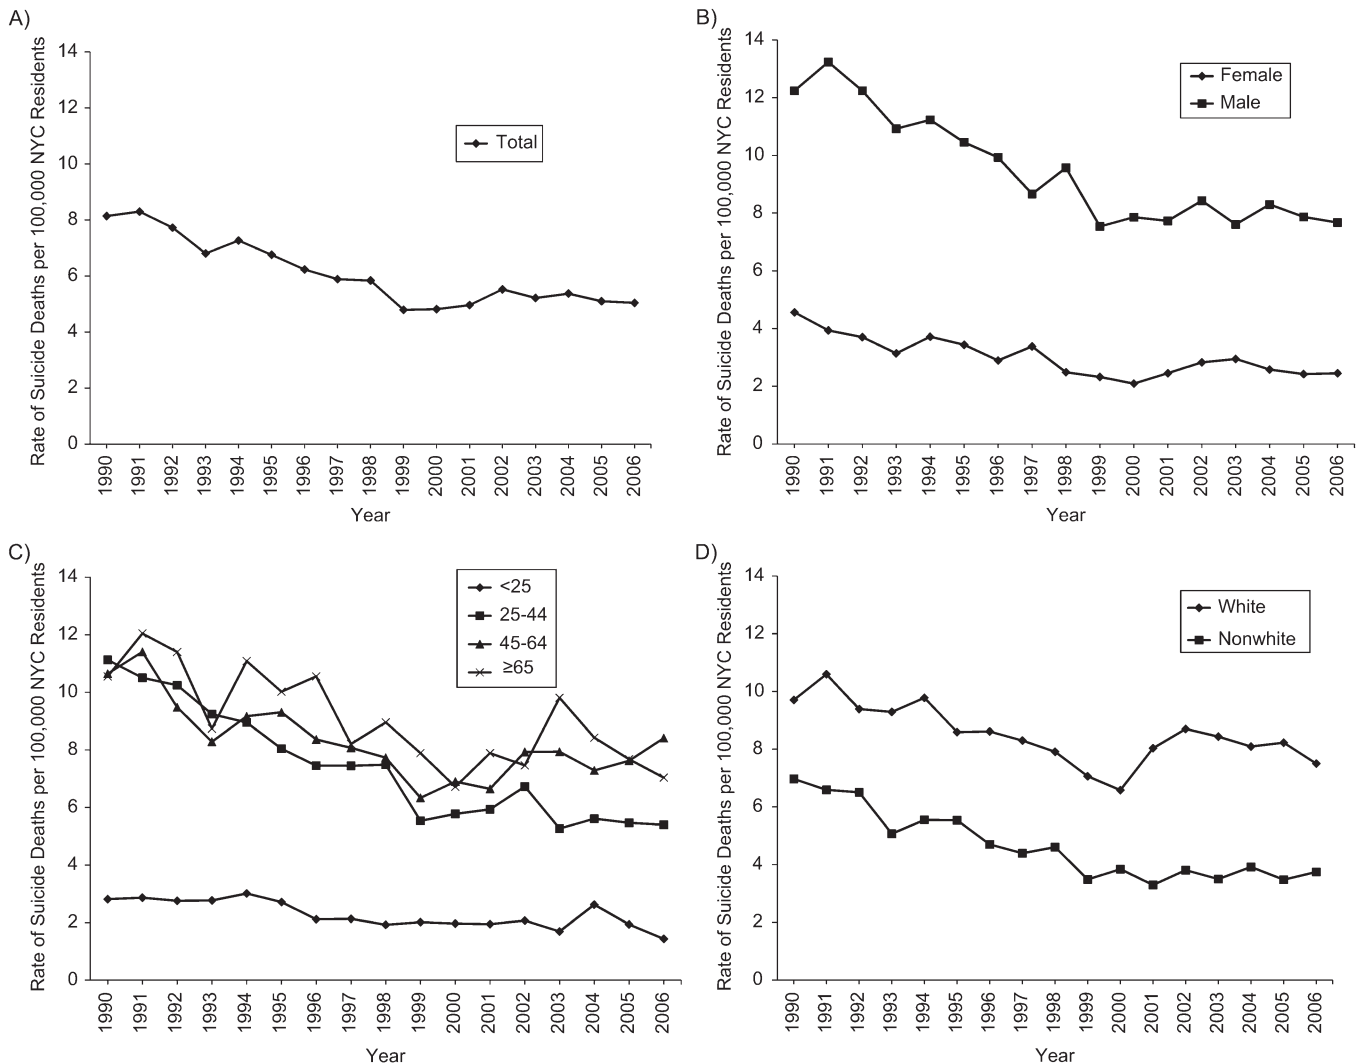 A)
Rate of Suicide Deaths per 100,000 NYC Residents
14
12
10
8
6
4
2
0
Total
1990 1991 1992 1993 1994 1995 1996 1997 1998 1999 2000 2001 2002 2003 2004 2005 2006
Year
B)
Rate of Suicide Deaths per 100,000 NYC Residents
14
12
10
8
6
4
2
0
Female
Male
1990 1991 1992 1993 1994 1995 1996 1997 1998 1999 2000 2001 2002 2003 2004 2005 2006
Year
C)
Rate of Suicide Deaths per 100,000 NYC Residents
14
12
10
8
6
4
2
0
<25
25-44
45-64
≥65
1990 1991 1992 1993 1994 1995 1996 1997 1998 1999 2000 2001 2002 2003 2004 2005 2006
Year
D)
Rate of Suicide Deaths per 100,000 NYC Residents
14
12
10
8
6
4
2
0
White
Nonwhite
1990 1991 1992 1993 1994 1995 1996 1997 1998 1999 2000 2001 2002 2003 2004 2005 2006
Year